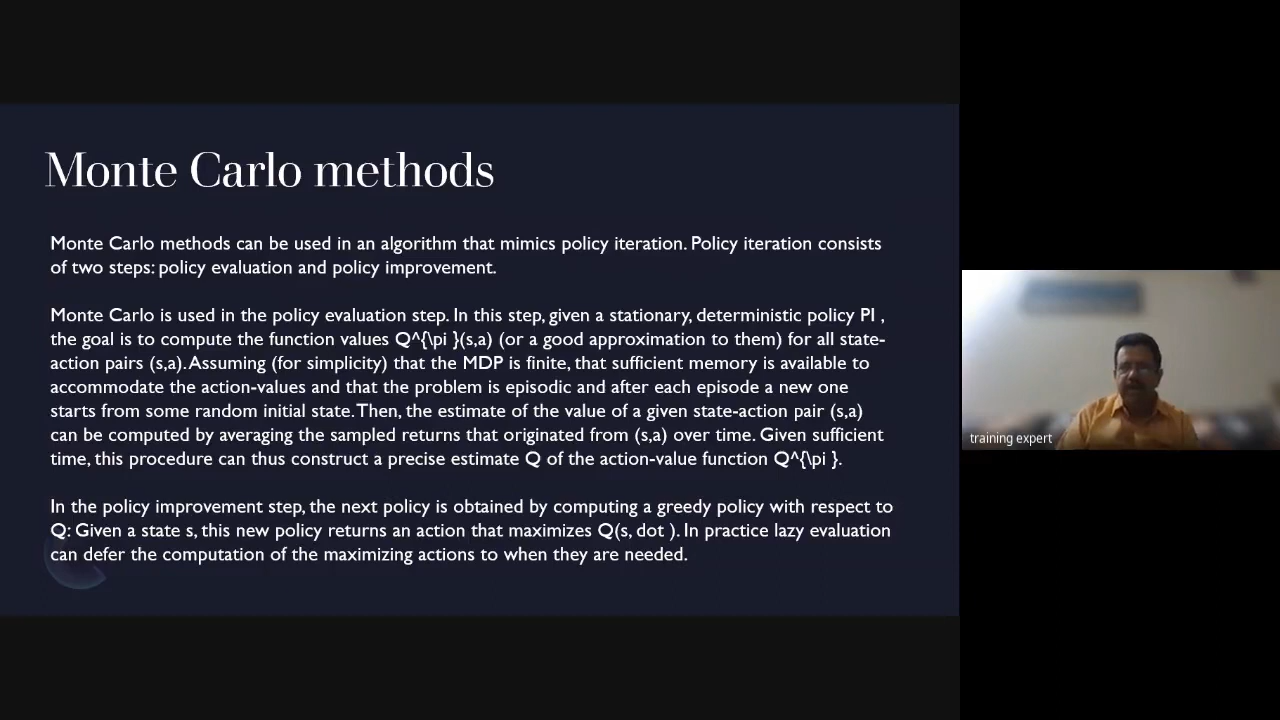 Monte Carlo methods
Monte Carlo methods can be used in an algorithm that mimics policy iteration. Policy iteration consists
of two steps: policy evaluation and policy improvement.
Monte Carlo is used in the policy evaluation step. In this step, given a stationary, deterministic policy PI ,
the goal is to compute the function values Q^{\pi }(s,a) (or a good approximation to them) for all state-
action pairs (s,a). Assuming (for simplicity) that the MDP is finite, that sufficient memory is available to
accommodate the action-values and that the problem is episodic and after each episode a new one
starts from some random initial state. Then, the estimate of the value of a given state-action pair (s,a)
can be computed by averaging the sampled returns that originated from (s,a) over time. Given sufficient
time, this procedure can thus construct a precise estimate Q of the action-value function Q^{\pi }.
In the policy improvement step, the next policy is obtained by computing a greedy policy with respect to
Q: Given a state s, this new policy returns an action that maximizes Q(s, dot ). In practice lazy evaluation
can defer the computation of the maximizing actions to when they are needed.
training expert